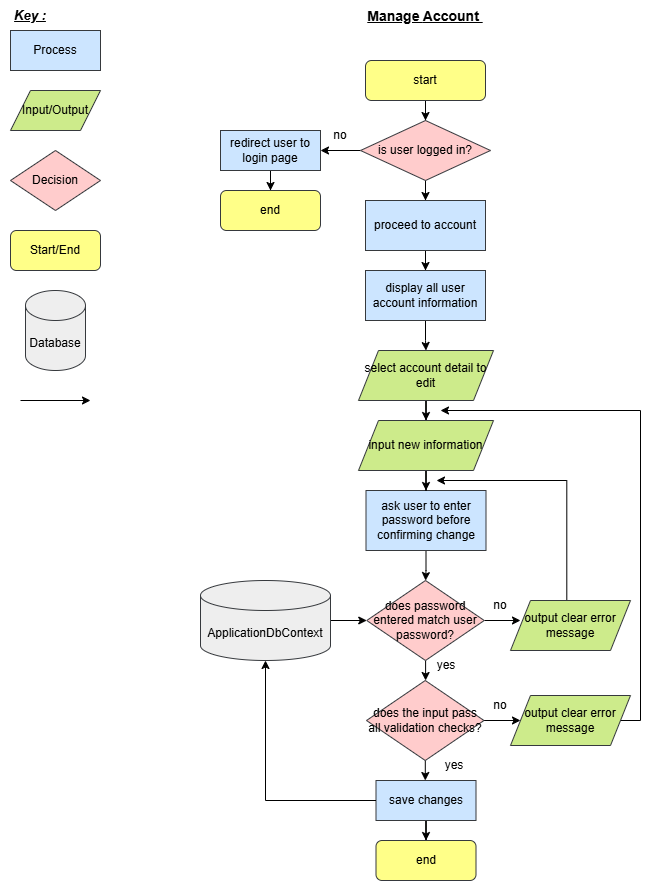 Key :
Manage Account
Process
Input/Output
Decision
Start/End
Database
start
is user logged in?
no
redirect user to
login page
end
proceed to account
display all user
account information
select account detail to
edit
input new information
ask user to enter
password before
confirming change
ApplicationDbContext
does password
entered match user
password?
no
output clear error
message
yes
does the input pass
all validation checks?
no
output clear error
message
yes
save changes
end